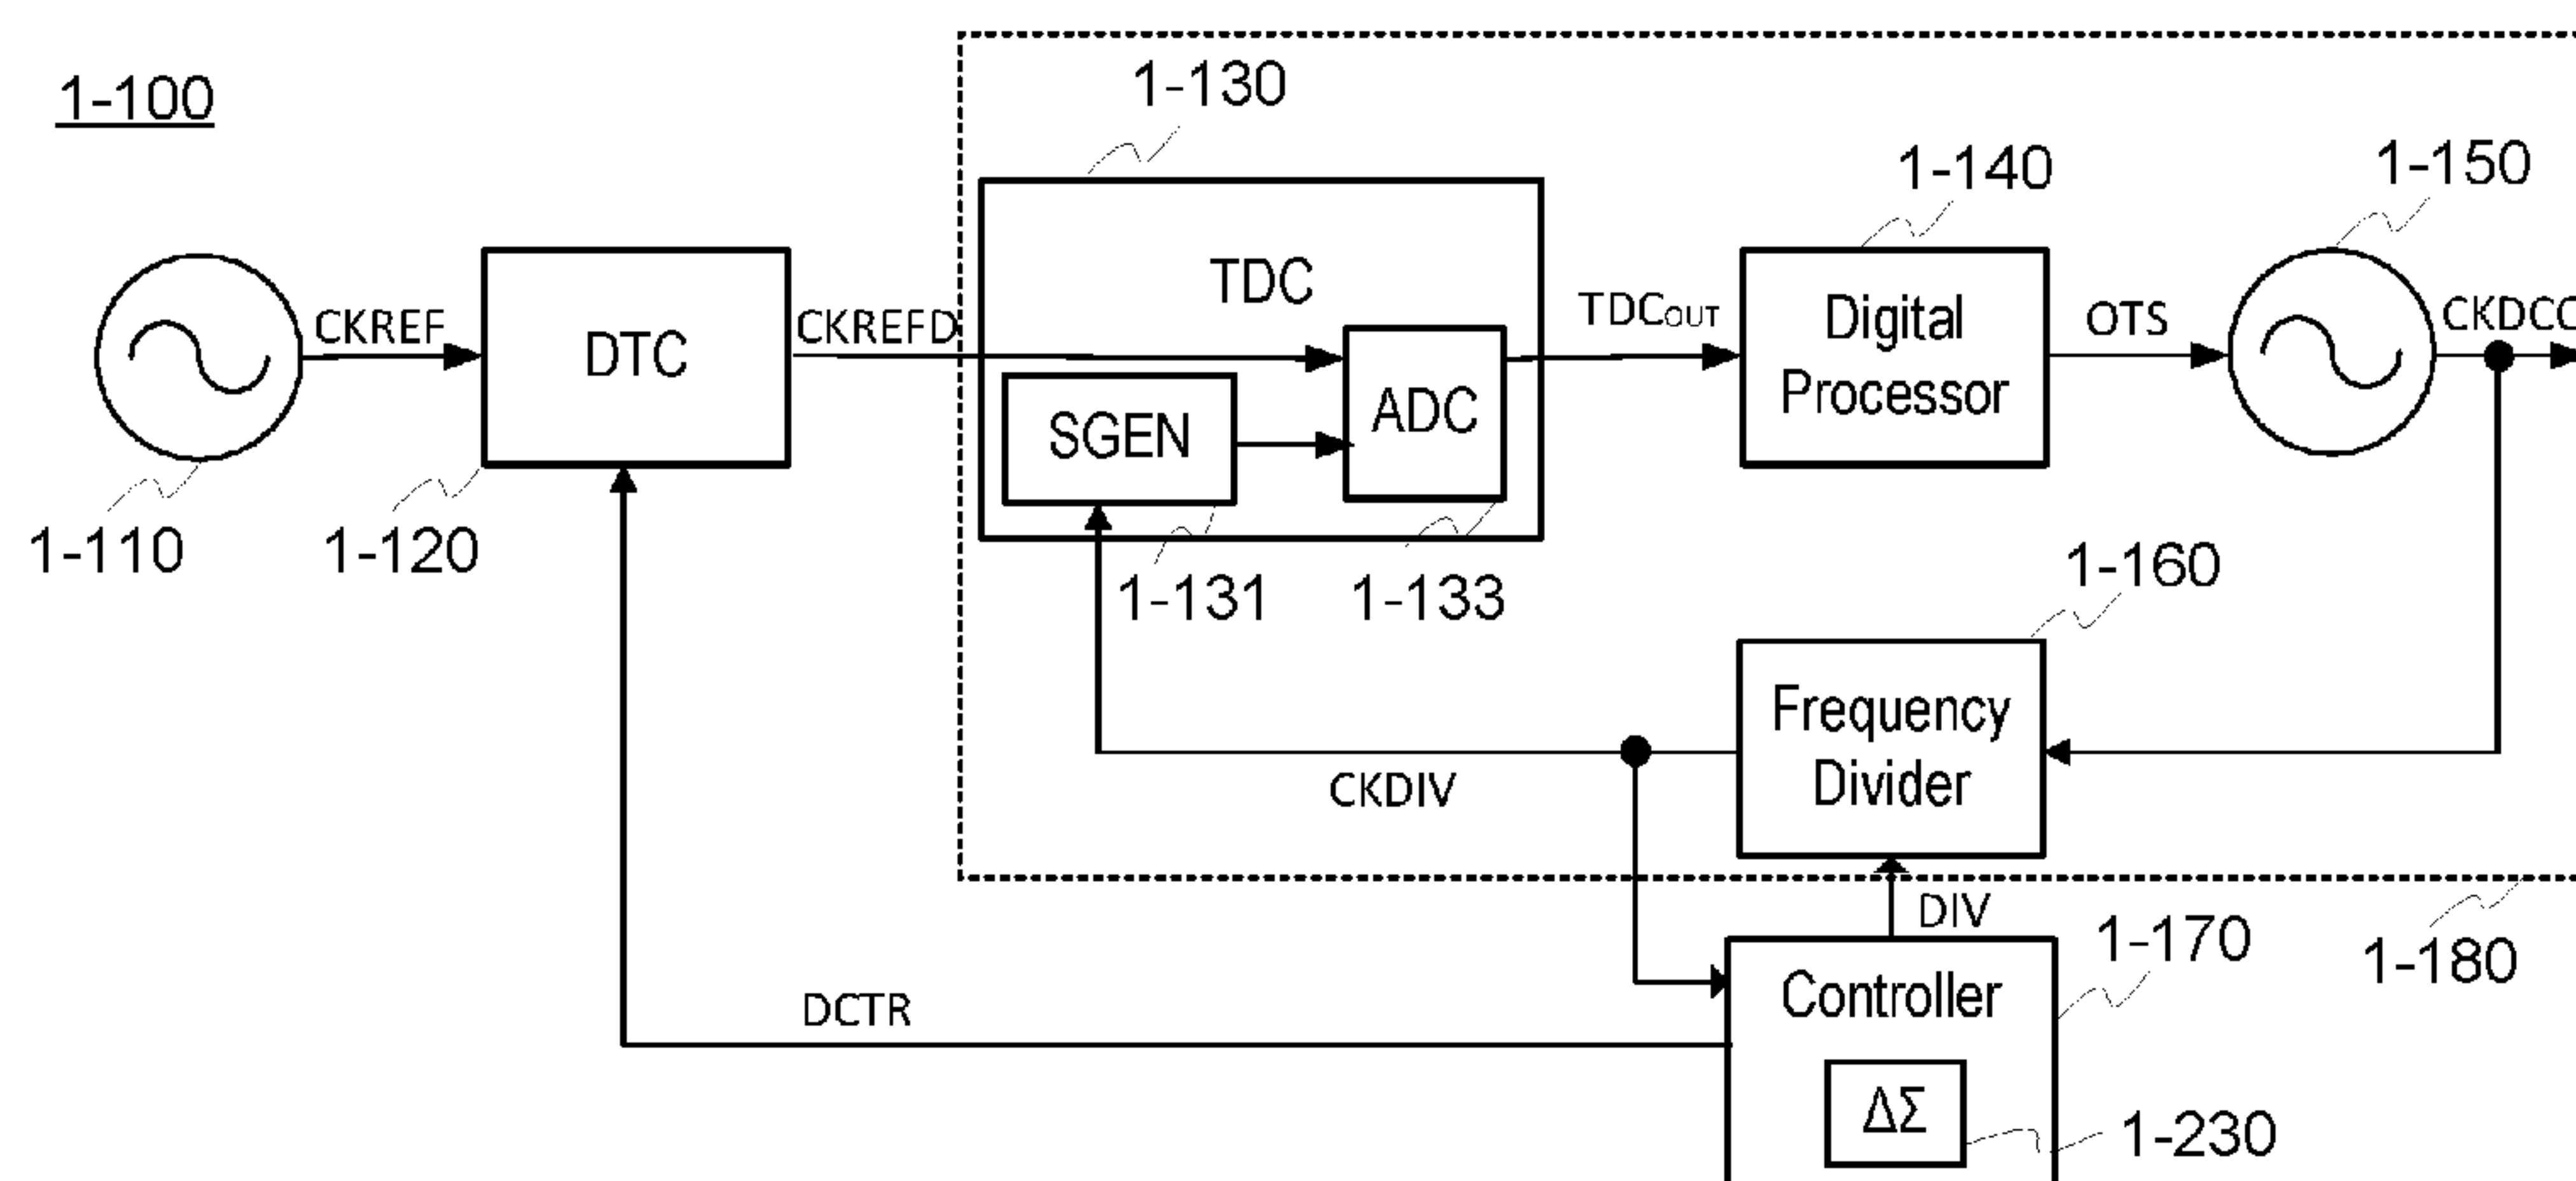 1-100
1-130
1-140
1-150
CKREF
DTC
CKREFD
TDC
SGEN
ADC
TDCOUT
Digital
Processor
OTS
CKDCO
1-110
1-120
1-131
1-133
1-160
Frequency
Divider
CKDIV
DIV
1-170
1-180
Controller
DCTR
ΔΣ
1-230